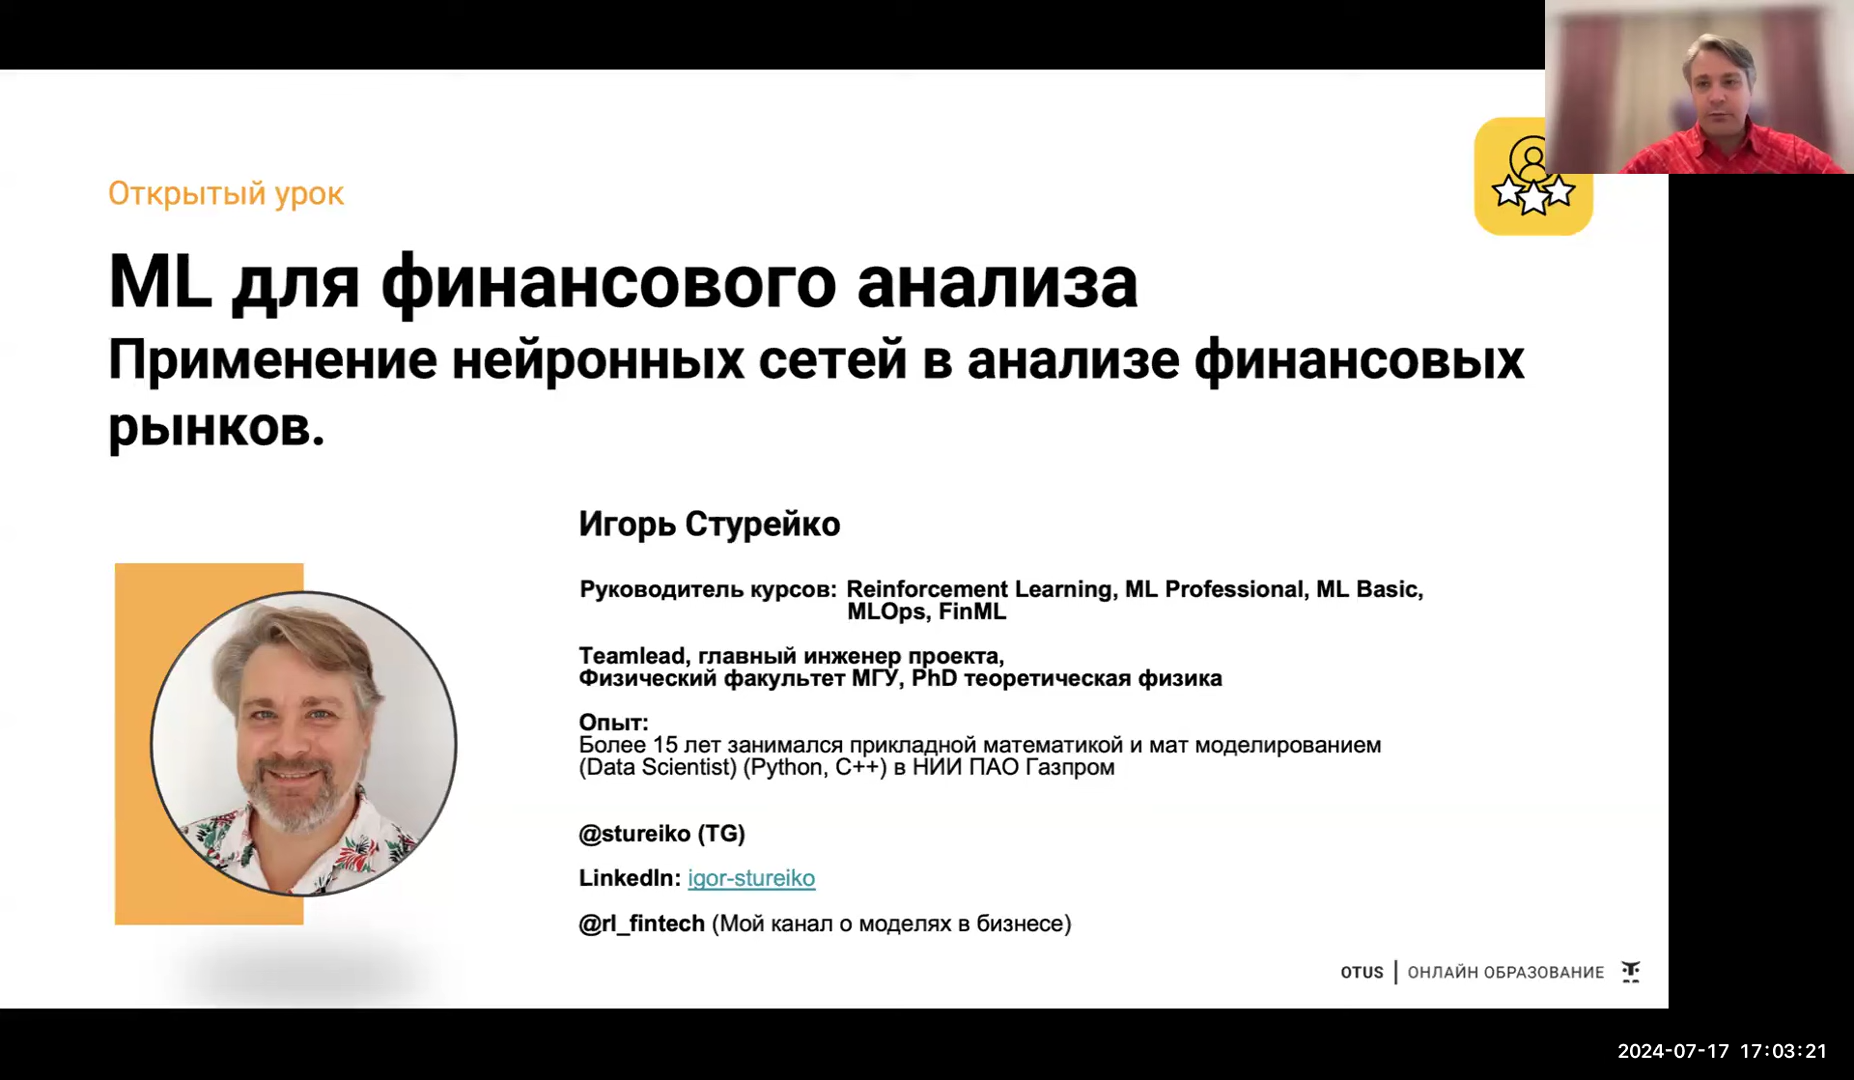 Открытый урок
ML для финансового анализа
Применение нейронных сетей в анализе финансовых
рынков.
Игорь Стурейко
Руководитель курсов: Reinforcement Learning, ML Professional, ML Basic,
MLOps, FinML
Teamlead, главный инженер проекта,
Физический факультет МГУ, PhD теоретическая физика
Опыт:
Более 15 лет занимался прикладной математикой и мат моделированием
(Data Scientist) (Python, C++) в НИИ ПАО Газпром
@stureiko (TG)
LinkedIn: igor-stureiko
@rl_fintech (Мой канал о моделях в бизнесе)
OTUS | ОНЛАЙН ОБРАЗОВАНИЕ
2024-07-17 17:03:21